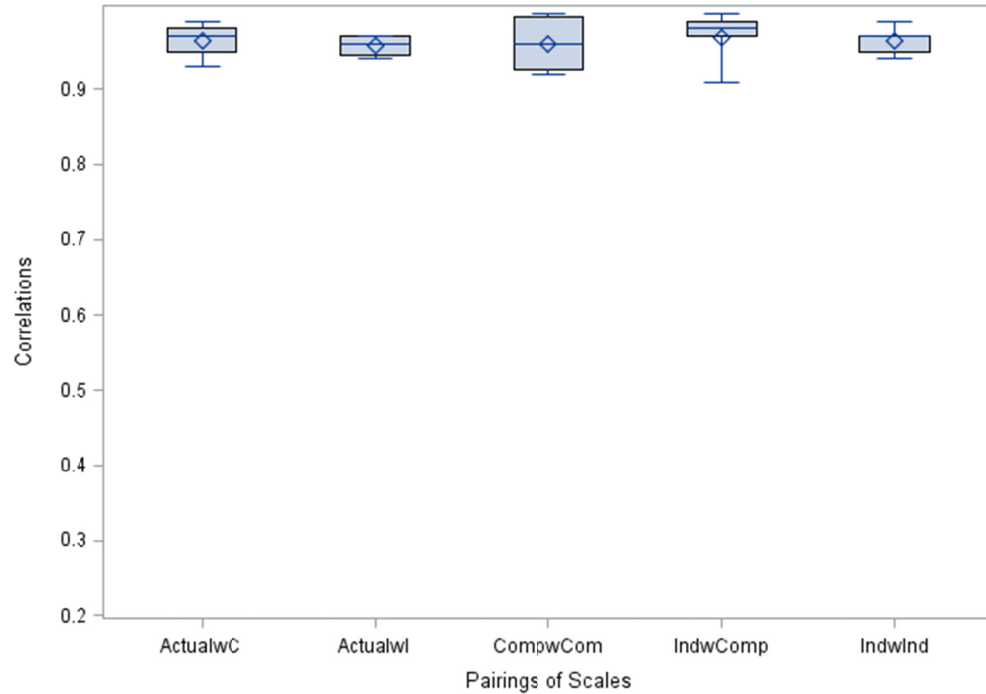 0.9
0.8
0.7
0.6
0.5
0.4
0.3
0.2
Correlations
ActualwC
ActualwI
CompwCom
IndwComp
IndwInd
Pairings of Scales